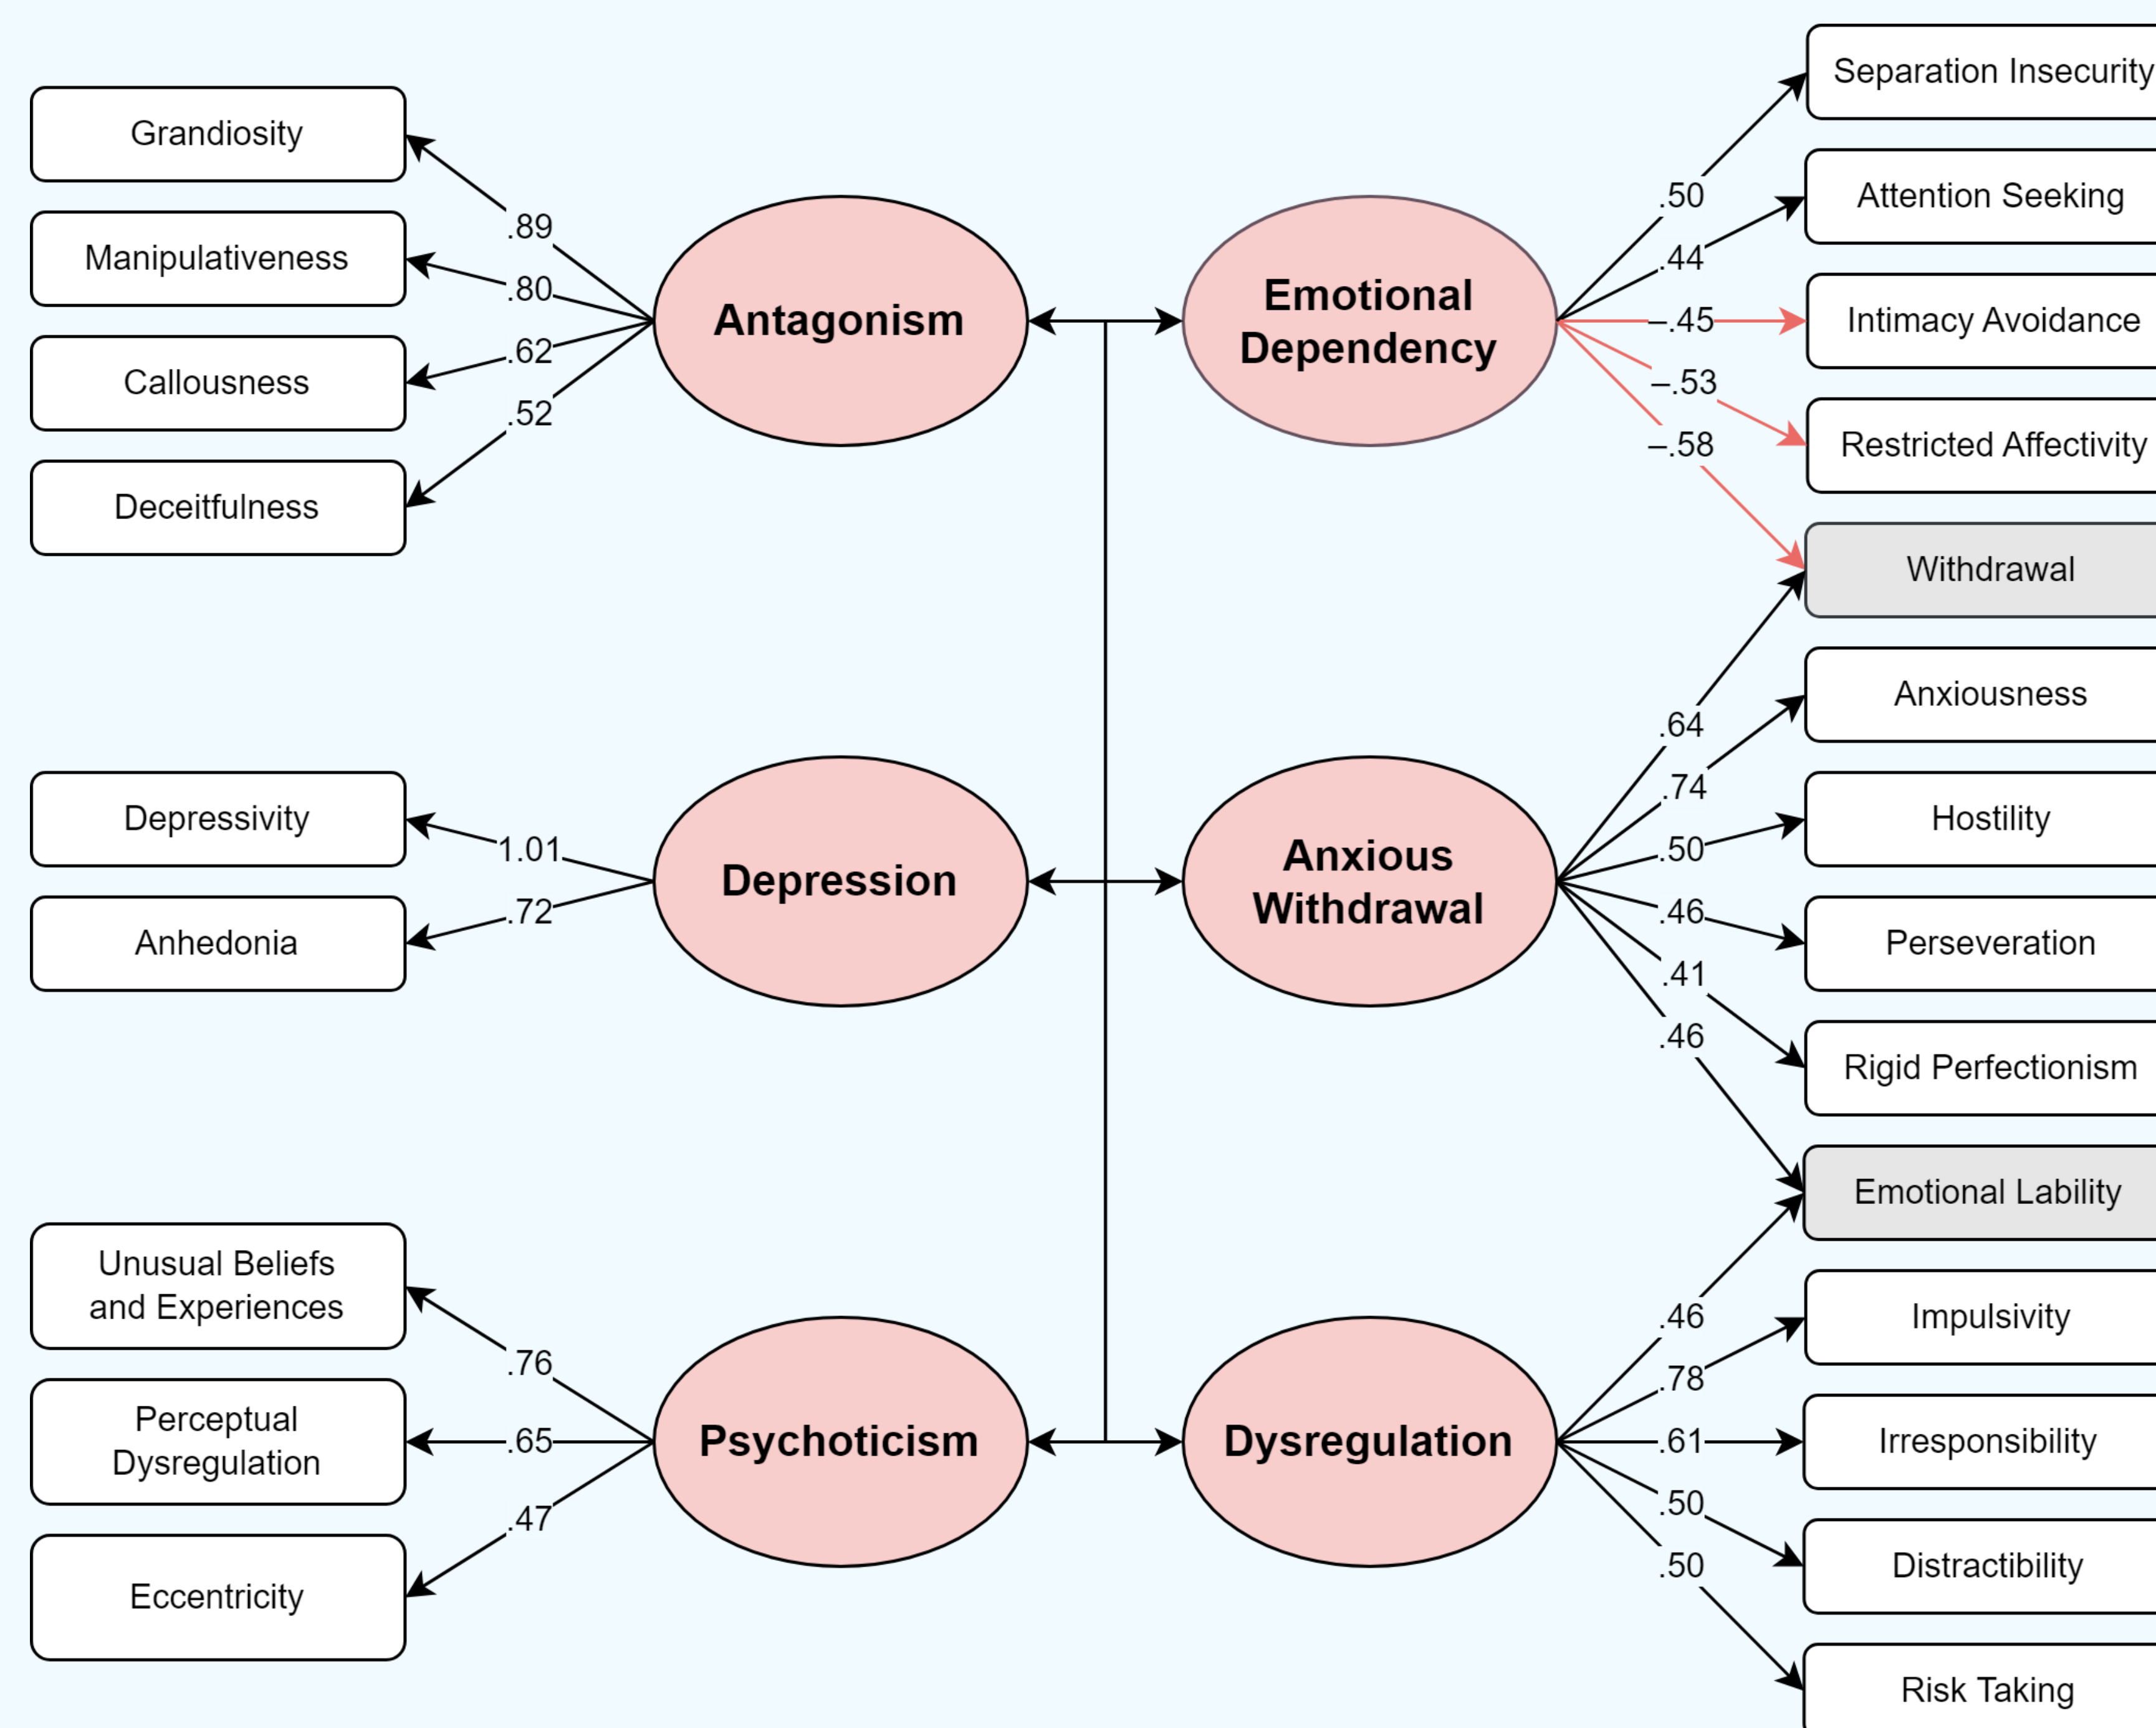 Grandiosity
Manipulativeness
Callousness
Deceitfulness
.89
.80
.62
.52
Antagonism
Emotional
Dependency
.50
.44
–.45
–.53
–.58
Separation Insecurity
Attention Seeking
Intimacy Avoidance
Restricted Affectivity
Withdrawal
Depressivity
Anhedonia
1.01
.72
Depression
Anxious
Withdrawal
.64
.74
.50
.46
.41
.46
Anxiousness
Hostility
Perseveration
Rigid Perfectionism
Emotional Lability
Unusual Beliefs
and Experiences
Perceptual
Dysregulation
Eccentricity
.76
.65
.47
Psychoticism
Dysregulation
.46
.78
.61
.50
.50
Impulsivity
Irresponsibility
Distractibility
Risk Taking